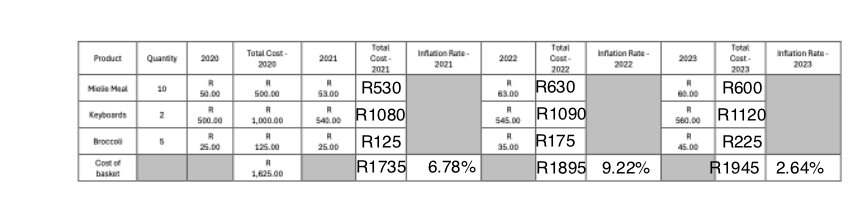 Product Quantity 2020 Total Cost - 2020 2021 Total Cost - 2021 Inflation Rate - 2021 2022 Total Cost - 2022 Inflation Rate - 2022 2023 Total Cost - 2023 Inflation Rate - 2023
Mielie Meal 10 R 50.00 R 500.00 R 53.00 R530 R 63.00 R630 R 60.00 R600
Keyboards 2 R 500.00 R 1,000.00 R 540.00 R1080 R 545.00 R1090 R 560.00 R1120
Broccoli 5 R 25.00 R 125.00 R 25.00 R125 R 35.00 R175 R 45.00 R225
Cost of basket R 1,625.00 R1735 6.78% R1895 9.22% R1945 2.64%